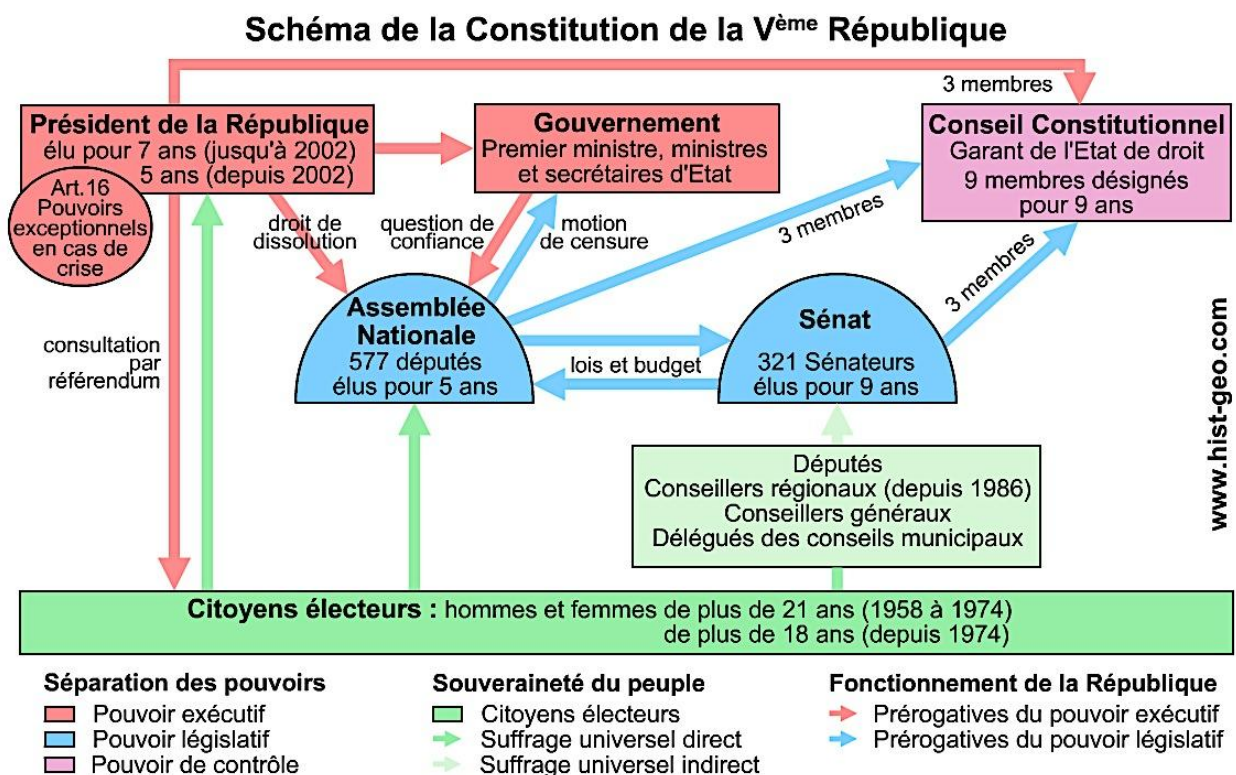 Schéma de la Constitution de la Vème République
3 membres
Président de la République
élu pour 7 ans (jusqu'à 2002)
5 ans (depuis 2002)
Art.16
Pouvoirs
exceptionnels
en cas de
crise
Gouvernement
Premier ministre, ministres
et secrétaires d'Etat
Conseil Constitutionnel
Garant de l'Etat de droit
9 membres désignés
pour 9 ans
droit de
dissolution
question de
confiance
motion
de censure
3 membres
3 membres
consultation
par
référendum
Assemblée
Nationale
577 députés
élus pour 5 ans
lois et budget
Sénat
321 Sénateurs
élus pour 9 ans
Députés
Conseillers régionaux (depuis 1986)
Conseillers généraux
Délégués des conseils municipaux
www.hist-geo.com
Citoyens électeurs : hommes et femmes de plus de 21 ans (1958 à 1974)
de plus de 18 ans (depuis 1974)
Séparation des pouvoirs
Pouvoir exécutif
Pouvoir législatif
Pouvoir de contrôle
Souveraineté du peuple
Citoyens électeurs
Suffrage universel direct
Suffrage universel indirect
Fonctionnement de la République
Prérogatives du pouvoir exécutif
Prérogatives du pouvoir législatif